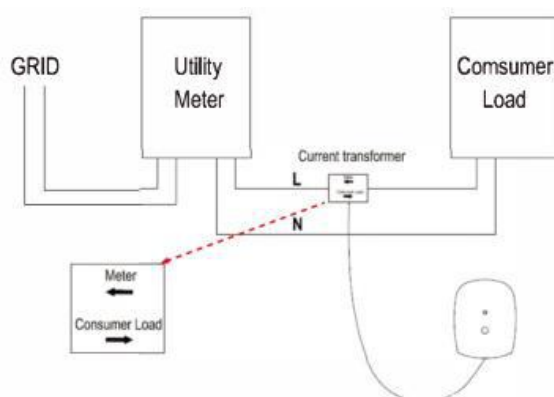 GRID
Utility
Meter
Comsumer
Load
Current transformer
L
N
Meter
Consumer Load